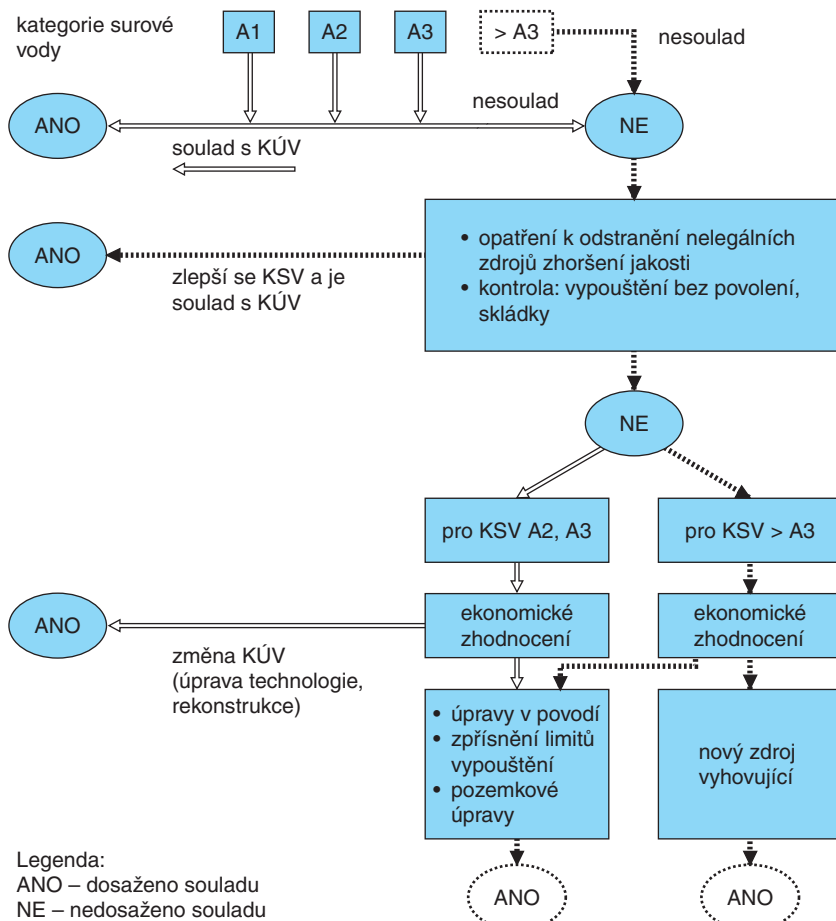 kategorie surové
vody
A1
A2
A3
> A3
nesoulad
ANO
nesoulad
NE
soulad s KÚV
ANO
zlepší se KSV a je
soulad s KÚV
• opatření k odstranění nelegálních
zdrojů zhoršení jakosti
• kontrola: vypouštění bez povolení,
skládky
NE
pro KSV A2, A3
pro KSV > A3
ANO
ekonomické
zhodnocení
ekonomické
zhodnocení
změna KÚV
(úprava technologie,
rekonstrukce)
• úpravy v povodí
• zpřísnění limitů
vypouštění
• pozemkové
úpravy
nový zdroj
vyhovující
ANO
ANO
Legenda:
ANO – dosaženo souladu
NE – nedosaženo souladu